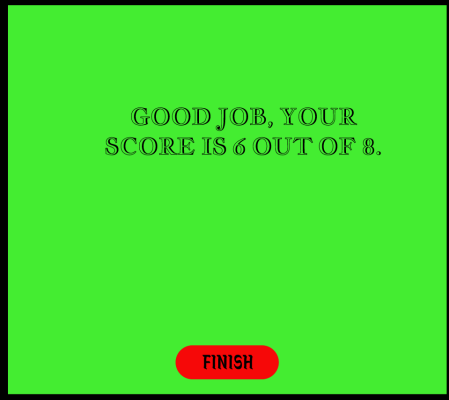 GOOD JOB, YOUR
SCORE IS 6 OUT OF 8.
FINISH